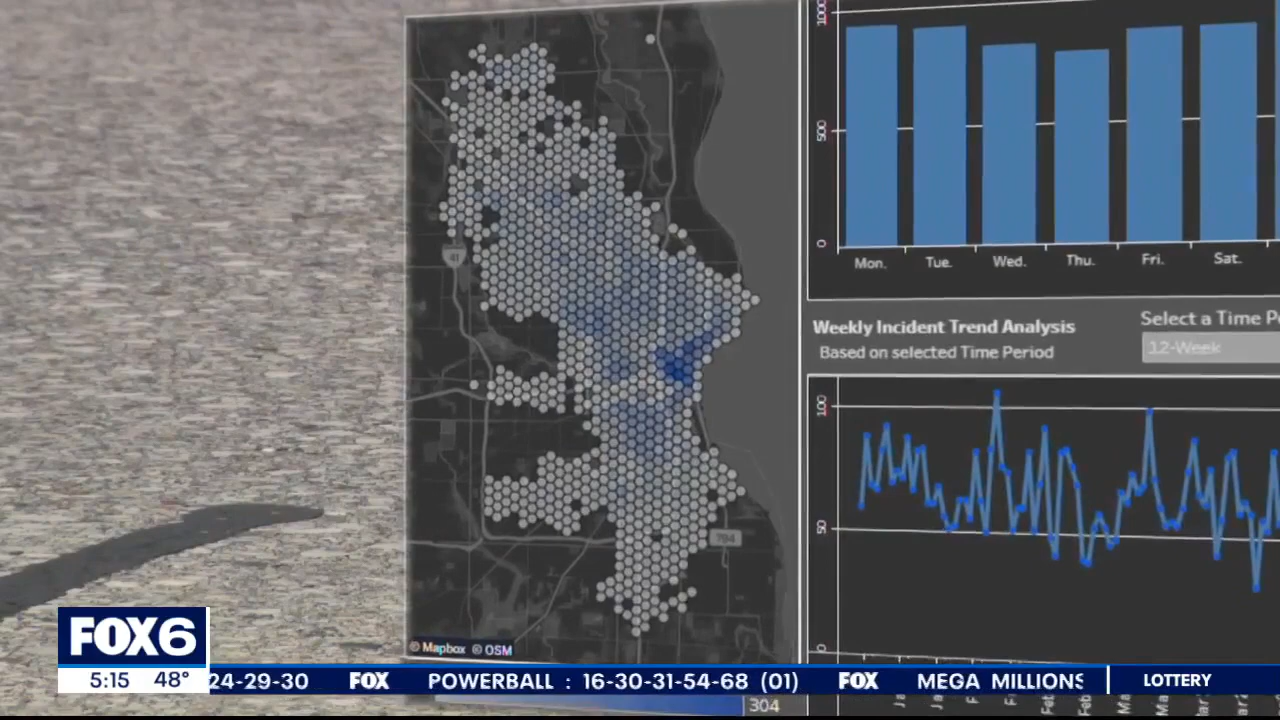 1000
500
0
Mon. Tue. Wed. Thu. Fri. Sat.
41
Weekly Incident Trend Analysis
Based on selected Time Period
Select a Time P
12-Week
100
50
0
794
© Mapbox © OSM
FOX6
5:15 48°
24-29-30 FOX POWERBALL : 16-30-31-54-68 (01) FOX MEGA MILLIONS LOTTERY
304